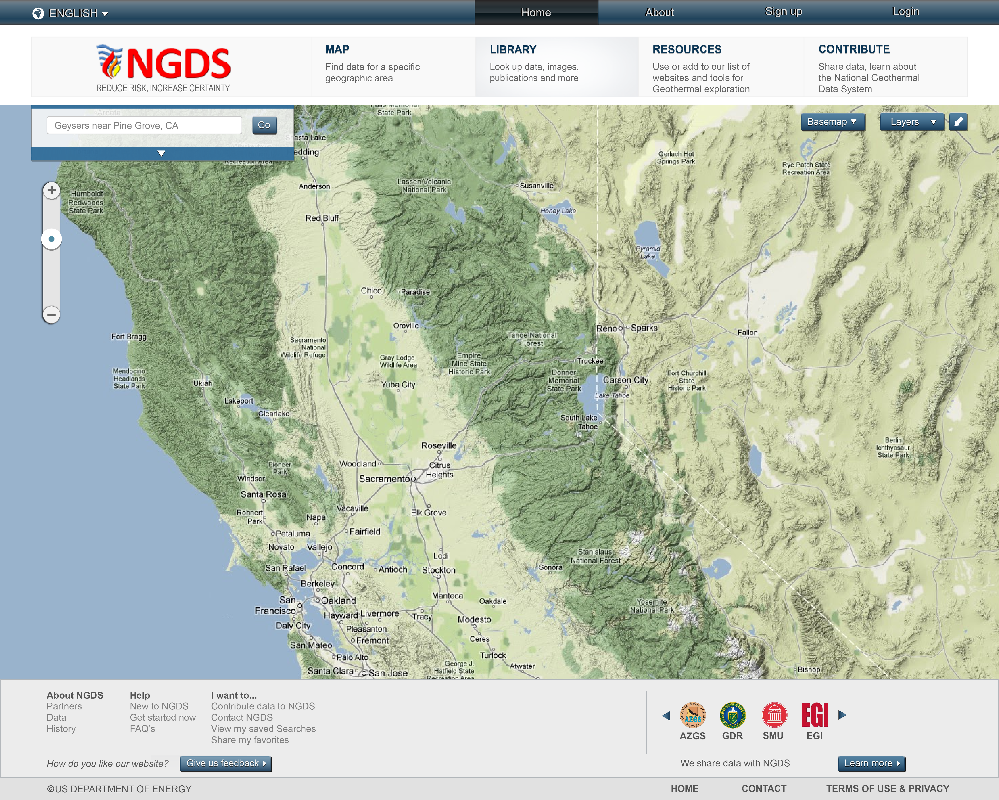 ENGLISH
Home
About
Sign up
Login
NGDS
REDUCE RISK, INCREASE CERTAINTY
MAP
Find data for a specific
geographic area
LIBRARY
Look up data, images,
publications and more
RESOURCES
Use or add to our list of
websites and tools for
Geothermal exploration
CONTRIBUTE
Share data, learn about
the National Geothermal
Data System
Arcata
Geysers near Pine Grove, CA
Go
Basemap
Layers
Falls Memorial
State Park
Shasta Lake
edding
Recreation Area
Gerlach Hot
Springs Park
Rye Patch State
Recreation Area
Lassen Volcanic
National Park
Anderson
Susanville
Humboldt
Redwoods
State Park
Honey Lake
Red Bluff
Pyramid
Lake
Chico
Paradise
Oroville
Reno
Sparks
Fallon
Fort Bragg
Tahoe National
Forest
Sacramento
National
Wildlife Refuge
Gray Lodge
Wildlife Area
Empire
Mine State
Historic Park
Truckee
Mendocino
Headlands
State Park
Donner
Memorial
State Park
Carson City
Fort Churchill
State
Historic Park
Ukiah
Yuba City
Lake Tahoe
Lakeport
Clearlake
South Lake
Tahoe
Berlin
Ichthyosaur
State Park
Roseville
Pioneer
Park
Woodland
Citrus
Heights
Windsor
Sacramento
Santa Rosa
Rohnert
Park
Napa
Vacaville
Elk Grove
Petaluma
Fairfield
Novato
Vallejo
Lodi
Stanislaus
National Forest
San Rafael
Concord
Antioch
Stockton
Sonora
Berkeley
San
Francisco
Oakland
Manteca
Oakdale
Yosemite
National Park
Hayward
Livermore
Tracy
Modesto
Daly City
Pleasanton
Fremont
Ceres
San Mateo
Palo Alto
Turlock
Santa Clara
San Jose
George J.
Hatfield State
Recreation Area
Atwater
Bishop
About NGDS
Partners
Data
History
Help
New to NGDS
Get started now
FAQ's
I want to...
Contribute data to NGDS
Contact NGDS
View my saved Searches
Share my favorites
How do you like our website?
Give us feedback
ARIZONA GEOLOGICAL
AZGS
SURVEY
EGI
AZGS
GDR
SMU
EGI
We share data with NGDS
Learn more
©US DEPARTMENT OF ENERGY
HOME
CONTACT
TERMS OF USE & PRIVACY